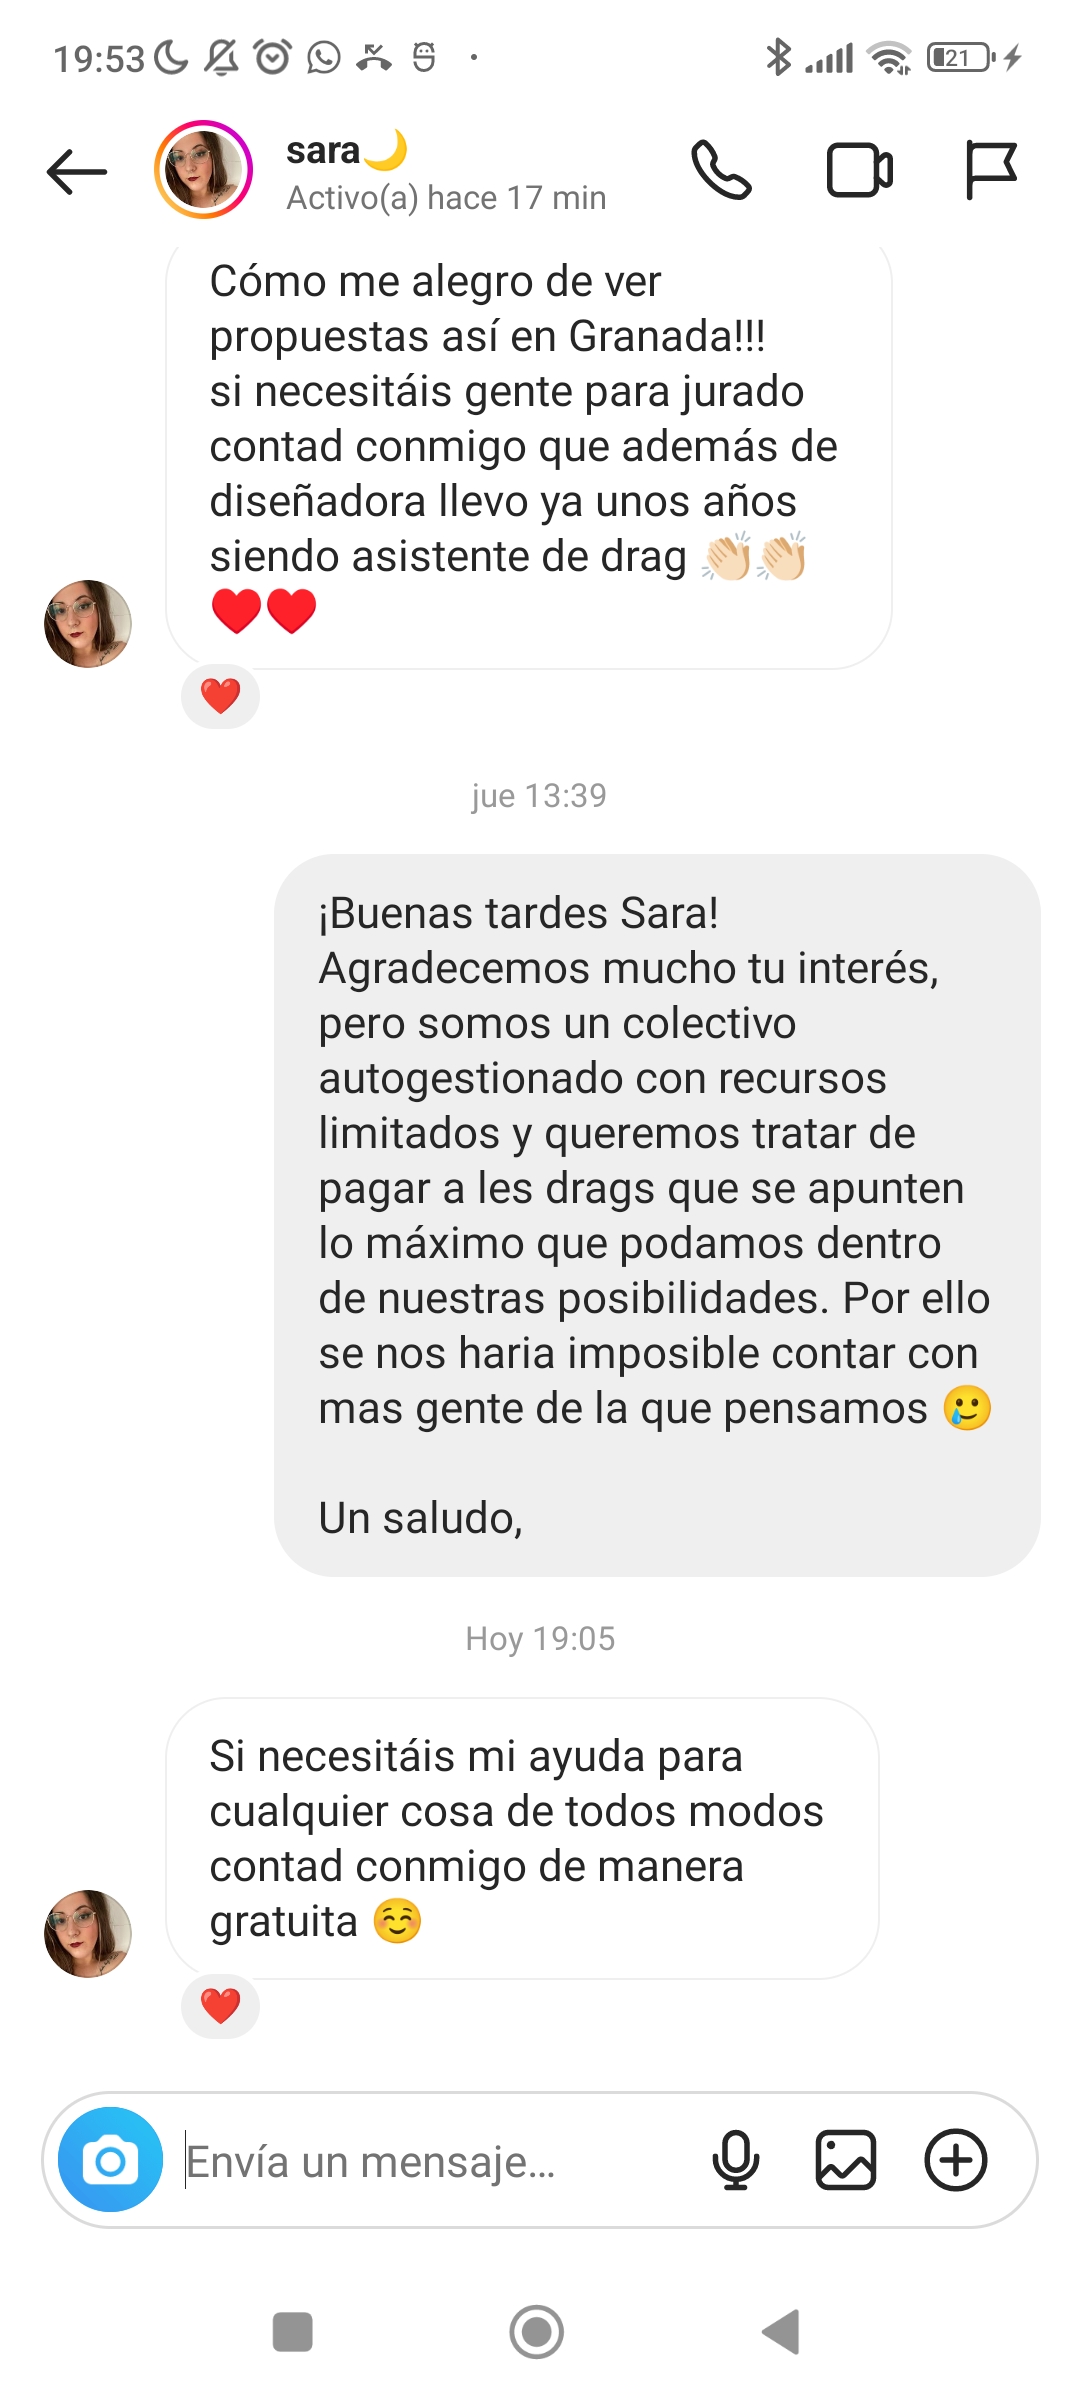 19:53
21
sara🌙
Activo(a) hace 17 min
Cómo me alegro de ver
propuestas así en Granada!!!
si necesitáis gente para jurado
contad conmigo que además de
diseñadora llevo ya unos años
siendo asistente de drag 👏🏻👏🏻
♥️♥️
❤️
jue 13:39
¡Buenas tardes Sara!
Agradecemos mucho tu interés,
pero somos un colectivo
autogestionado con recursos
limitados y queremos tratar de
pagar a les drags que se apunten
lo máximo que podamos dentro
de nuestras posibilidades. Por ello
se nos haria imposible contar con
mas gente de la que pensamos 🥲
Un saludo,
Hoy 19:05
Si necesitáis mi ayuda para
cualquier cosa de todos modos
contad conmigo de manera
gratuita ☺️
❤️
Envía un mensaje...